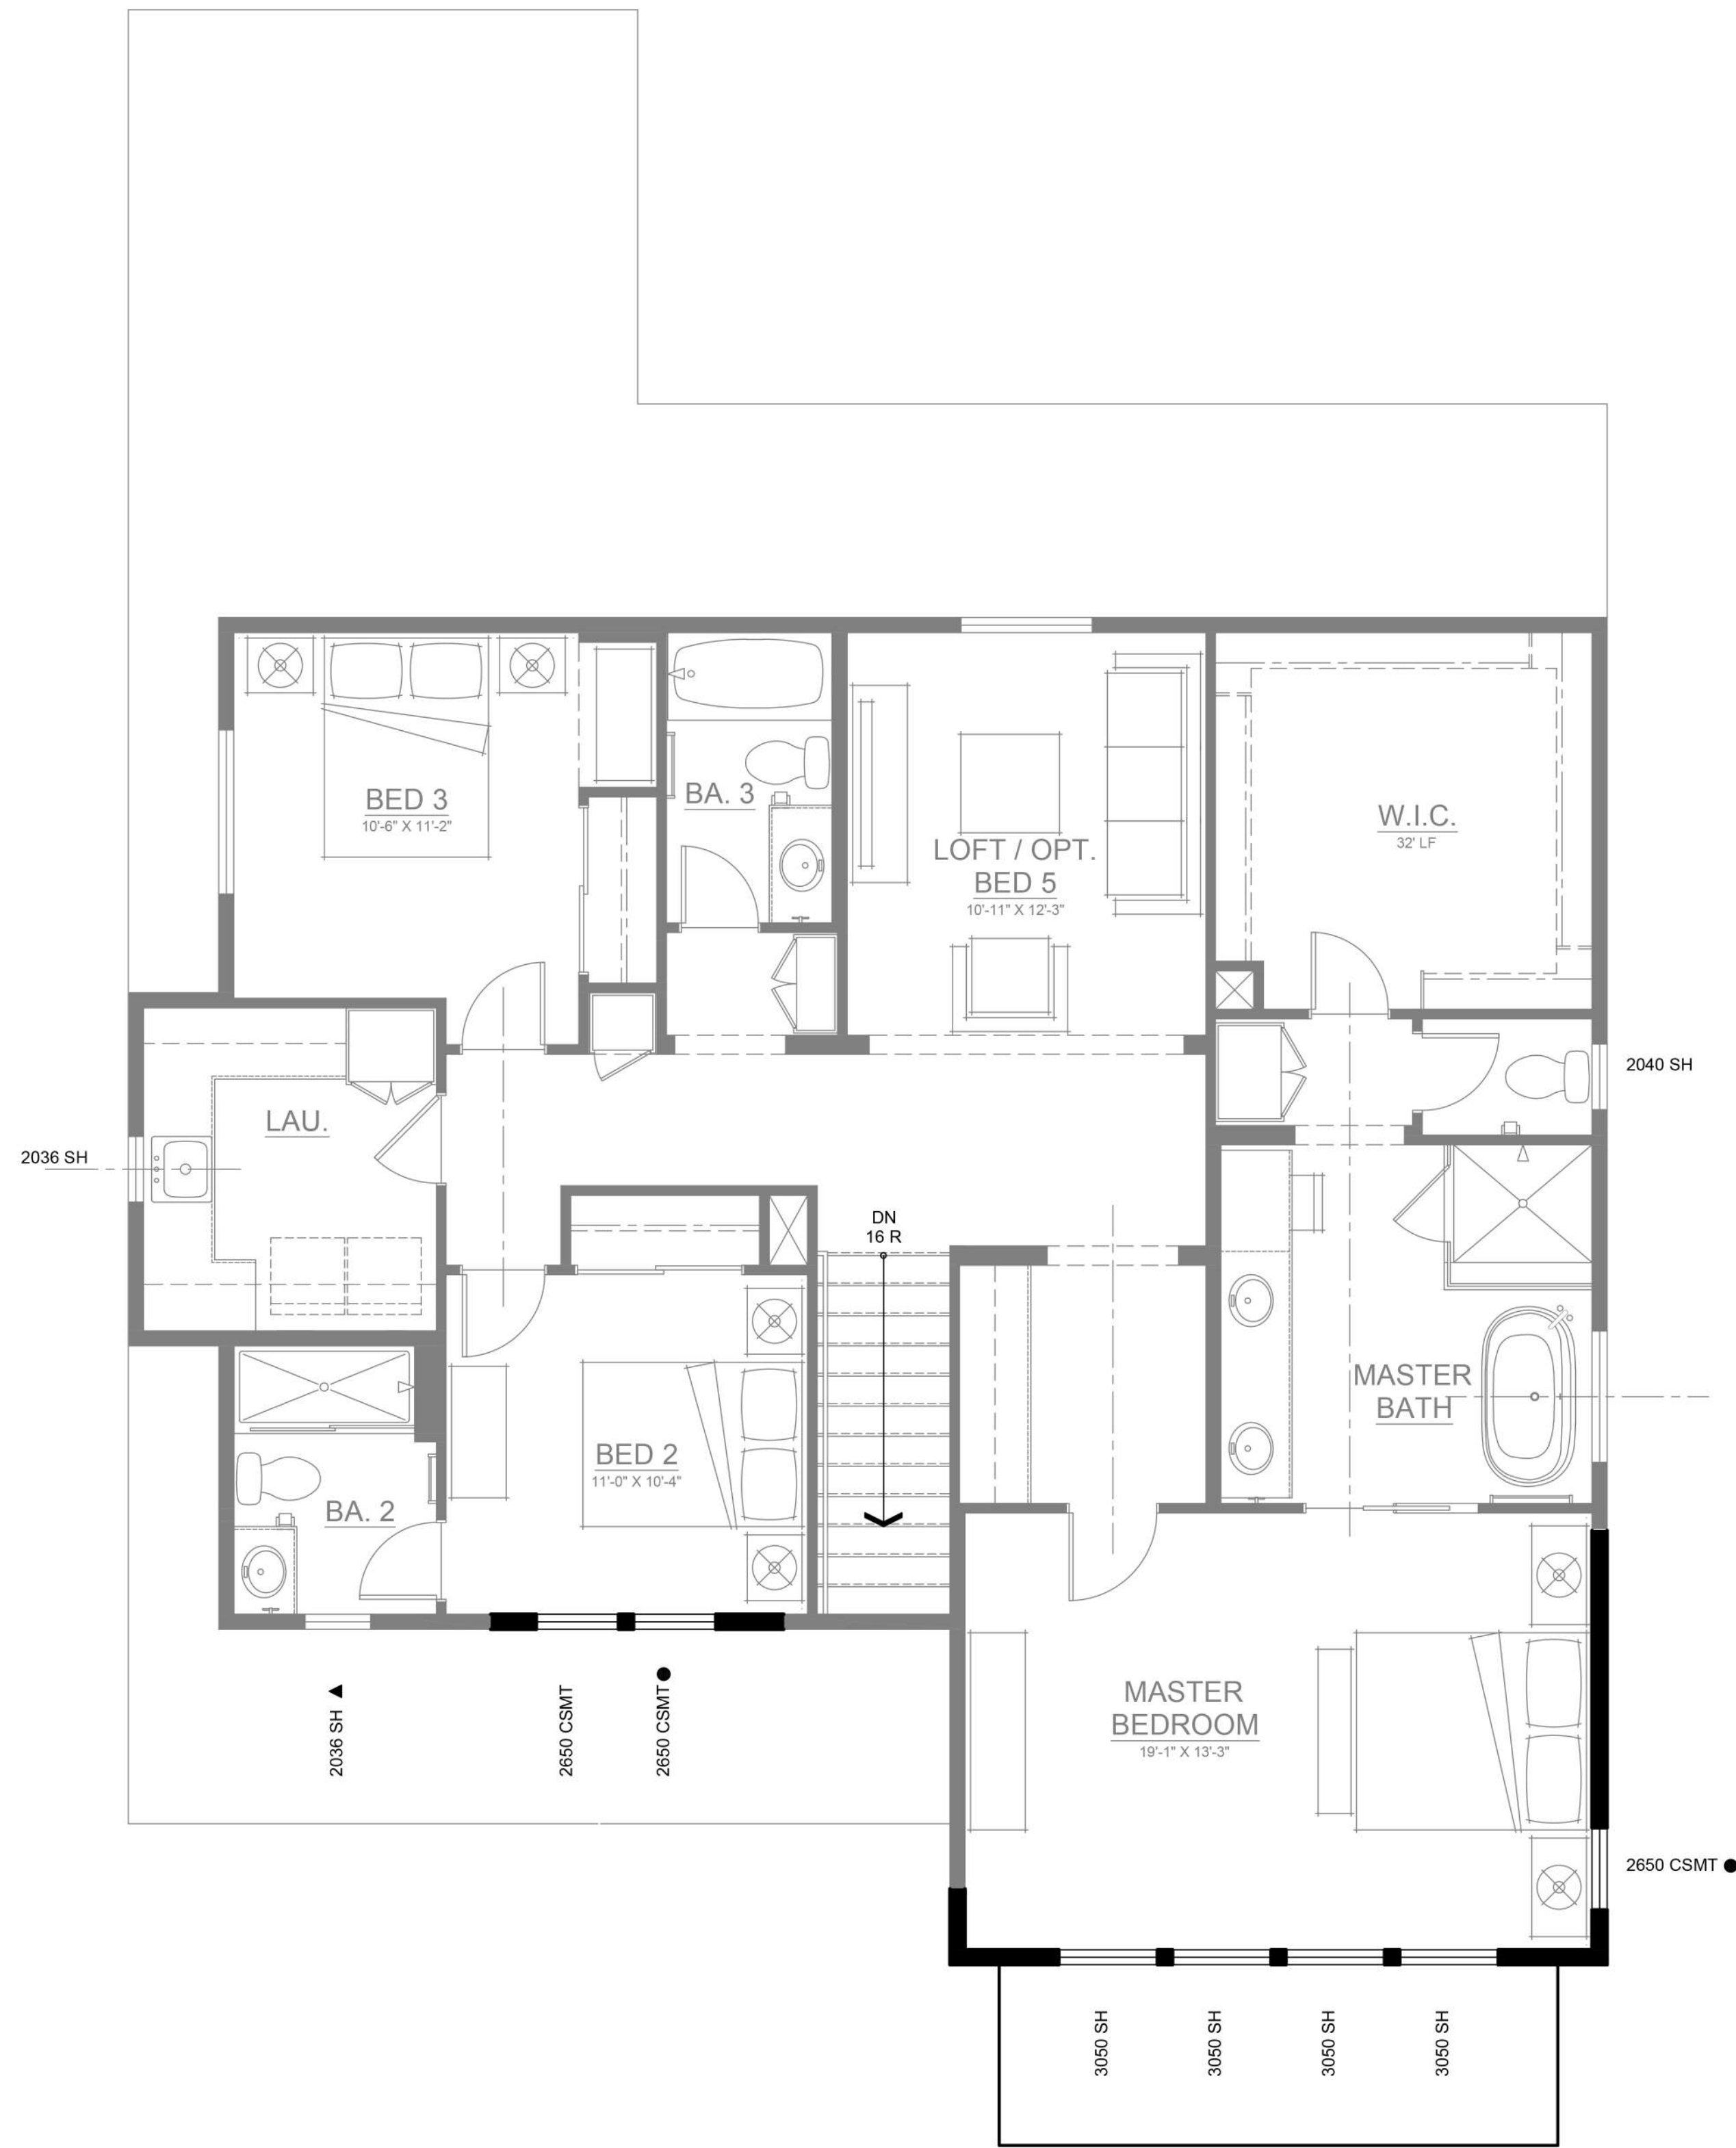 BED 3
10'-6" X 11'-2"
BA. 3
LOFT / OPT.
BED 5
10'-11" X 12'-3"
W.I.C.
32' LF
2040 SH
LAU.
2036 SH
DN
16 R
MASTER
BATH
BED 2
11'-0" X 10'-4"
BA. 2
MASTER
BEDROOM
19'-1" X 13'-3"
2036 SH
2650 CSMT
2650 CSMT
2650 CSMT
3050 SH
3050 SH
3050 SH
3050 SH